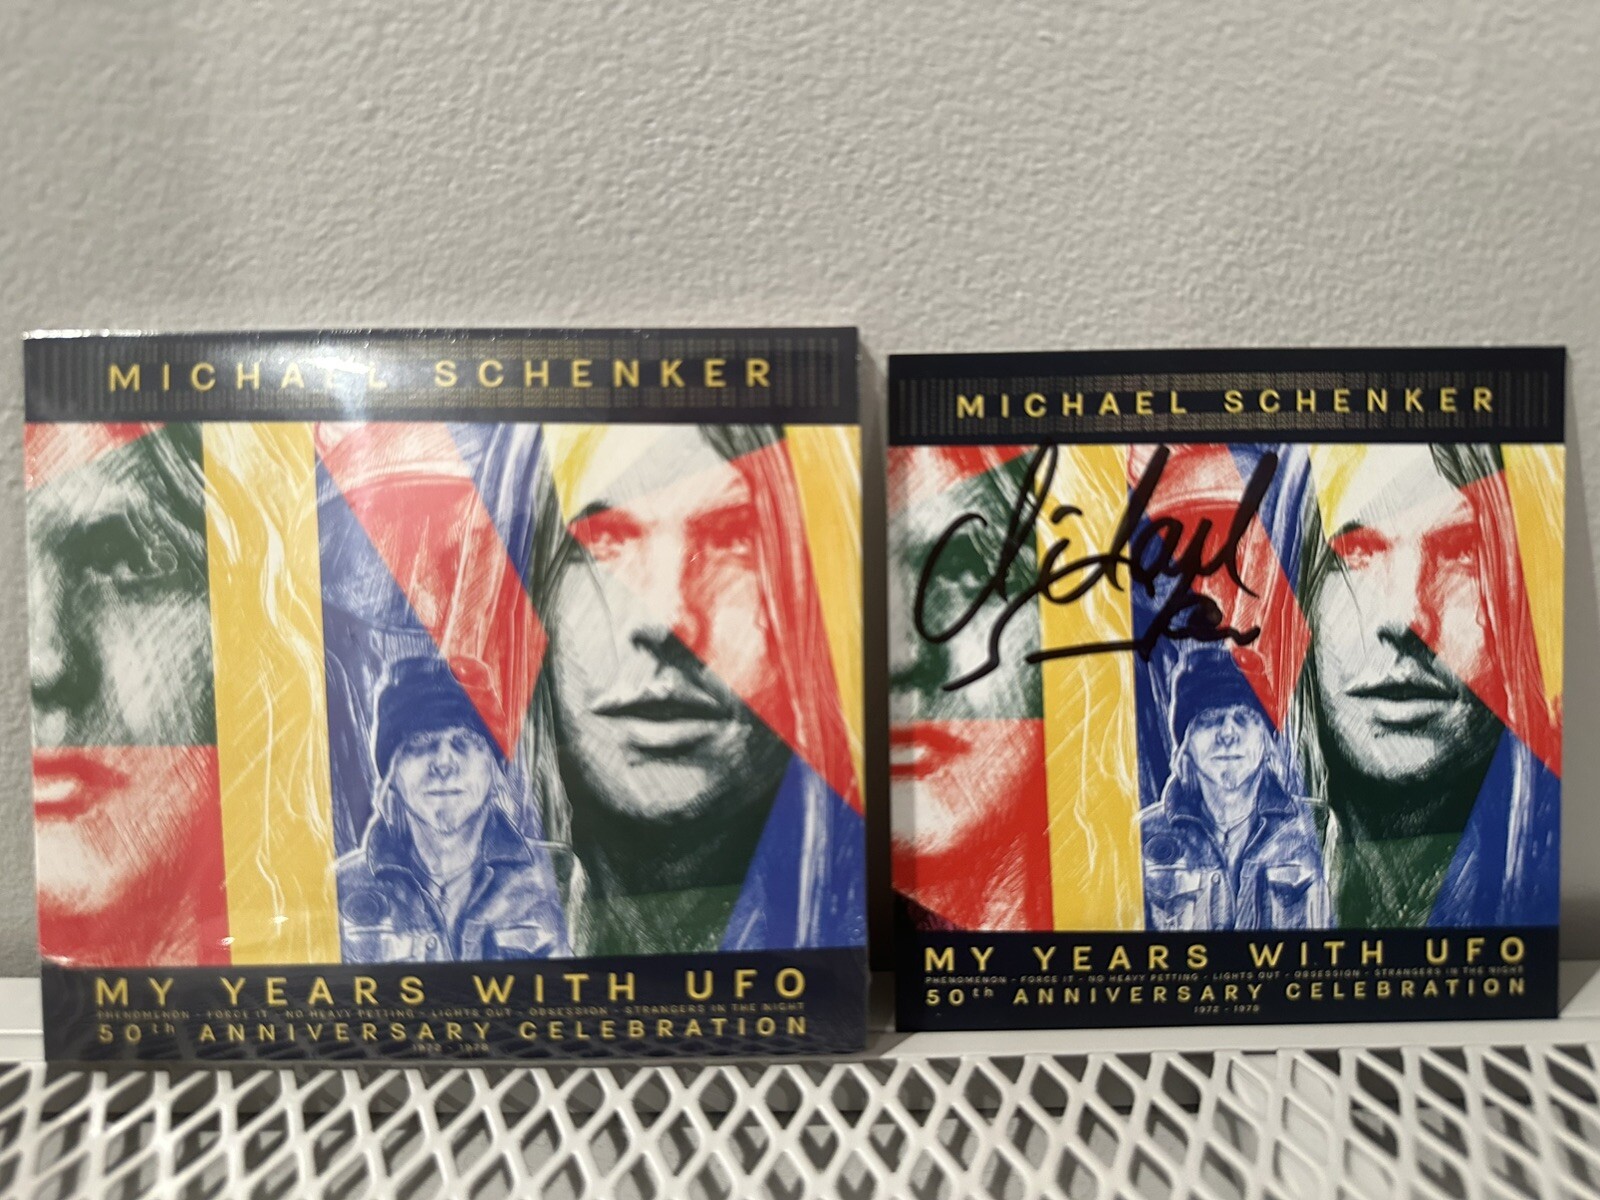 MICHAEL SCHENKER
MY YEARS WITH UFO
PHENOMENON - FORCE IT - NO HEAVY PETTING - LIGHTS OUT - OBSESSION - STRANGERS IN THE NIGHT
50th ANNIVERSARY CELEBRATION
1972 - 1978
MICHAEL SCHENKER
MY YEARS WITH UFO
PHENOMENON - FORCE IT - NO HEAVY PETTING - LIGHTS OUT - OBSESSION - STRANGERS IN THE NIGHT
50th ANNIVERSARY CELEBRATION
1972 - 1978